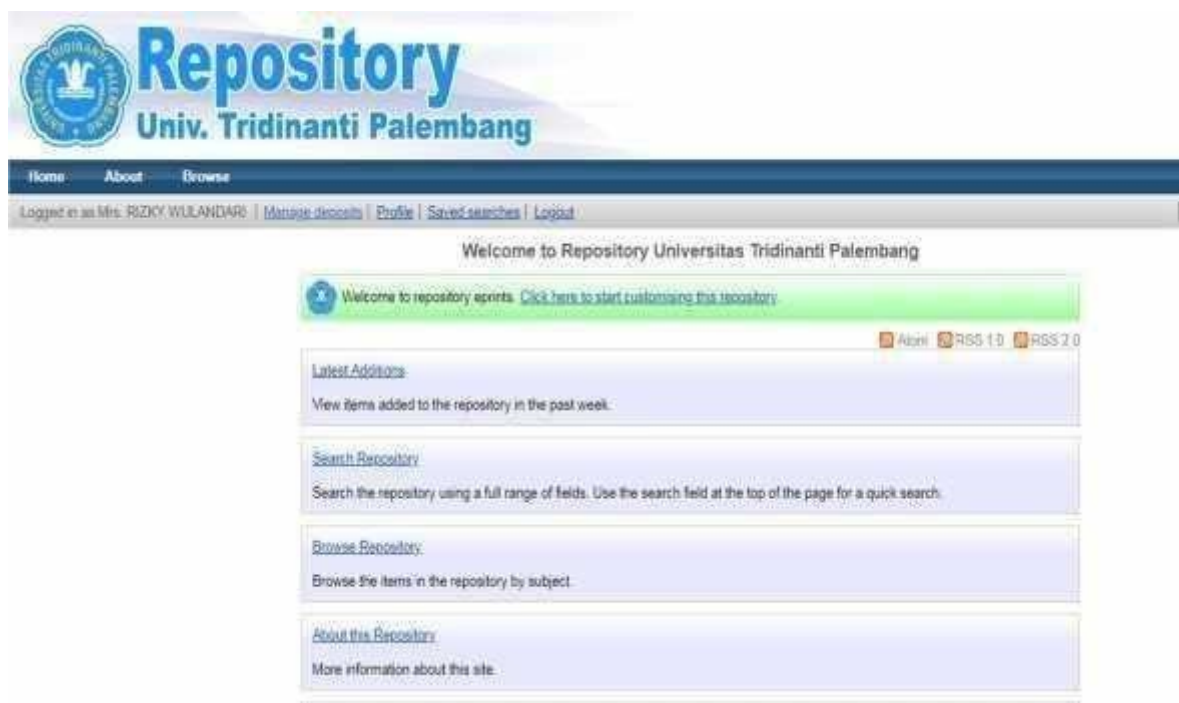 UNIVERSITAS TRIDINANTI PALEMBANG
Repository
Univ. Tridinanti Palembang
Home About Browse
Logged in as Mrs. RIZKY WULANDARI | Manage deposits | Profile | Saved searches | Logout
Welcome to Repository Universitas Tridinanti Palembang
Welcome to repository eprints. Click here to start customising this repository.
Atom RSS 1.0 RSS 2.0
Latest Additions
View items added to the repository in the past week.
Search Repository
Search the repository using a full range of fields. Use the search field at the top of the page for a quick search.
Browse Repository
Browse the items in the repository by subject.
About this Repository
More information about this site.